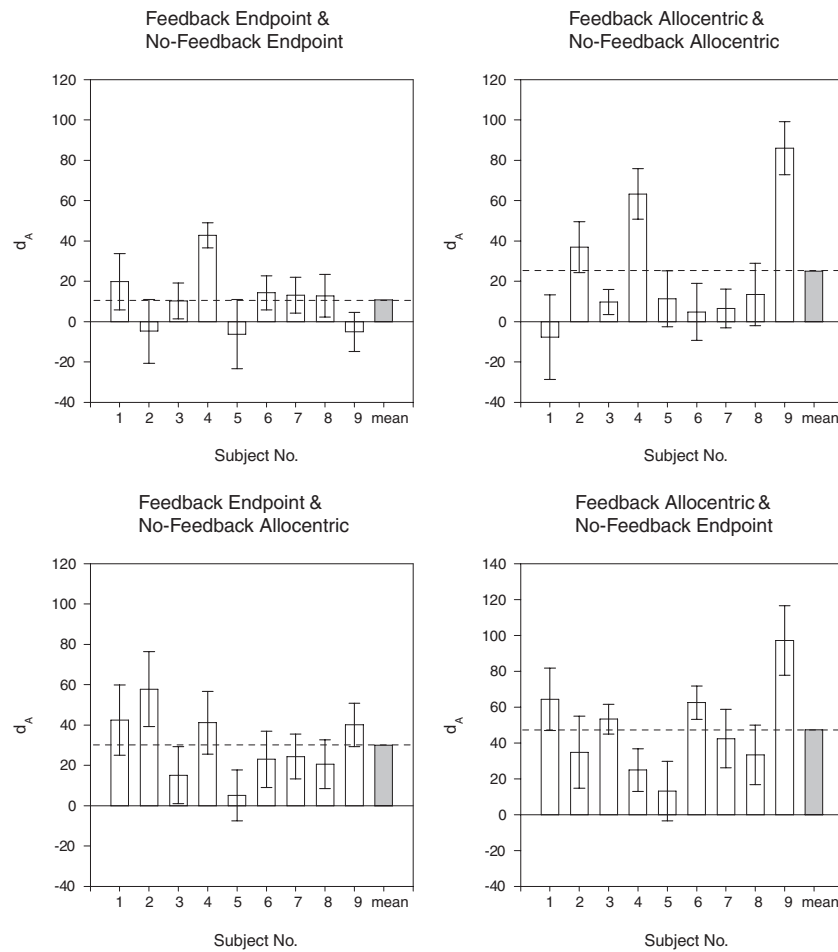 Feedback Endpoint &
No-Feedback Endpoint
120
100
80
60
40
20
0
-20
-40
d_A
1 2 3 4 5 6 7 8 9 mean
Subject No.
Feedback Allocentric &
No-Feedback Allocentric
120
100
80
60
40
20
0
-20
-40
d_A
1 2 3 4 5 6 7 8 9 mean
Subject No.
Feedback Endpoint &
No-Feedback Allocentric
120
100
80
60
40
20
0
-20
-40
d_A
1 2 3 4 5 6 7 8 9 mean
Subject No.
Feedback Allocentric &
No-Feedback Endpoint
140
120
100
80
60
40
20
0
-20
-40
d_A
1 2 3 4 5 6 7 8 9 mean
Subject No.